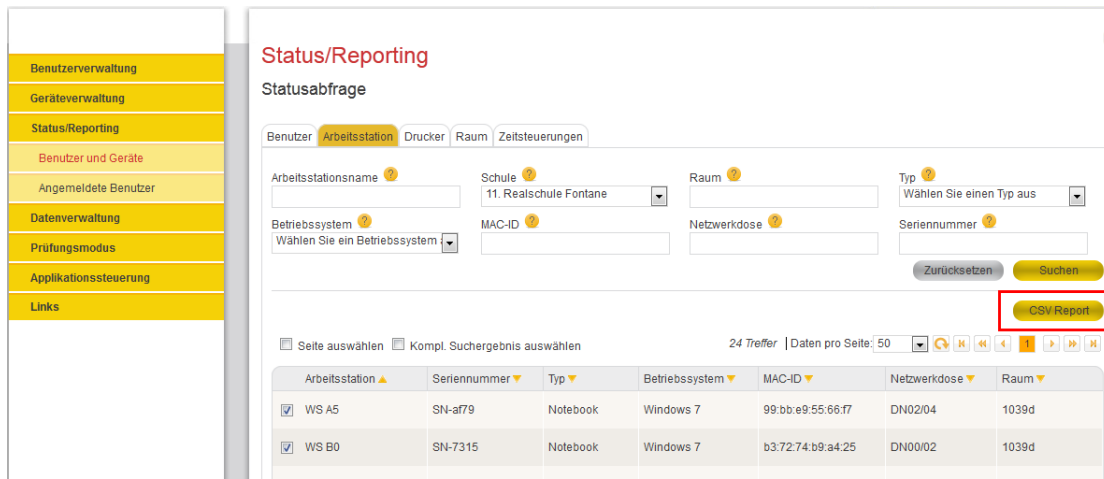 Benutzerverwaltung
Geräteverwaltung
Status/Reporting
Benutzer und Geräte
Angemeldete Benutzer
Datenverwaltung
Prüfungsmodus
Applikationssteuerung
Links
Status/Reporting
Statusabfrage
Benutzer Arbeitsstation Drucker Raum Zeitsteuerungen
Arbeitsstationsname ? Schule ? Raum ? Typ ?
11. Realschule Fontane Wählen Sie einen Typ aus
Betriebssystem ? MAC-ID ? Netzwerkdose ? Seriennummer ?
Wählen Sie ein Betriebssystem
Zurücksetzen Suchen
CSV Report
Seite auswählen Kompl. Suchergebnis auswählen 24 Treffer | Daten pro Seite: 50 1
Arbeitsstation Seriennummer Typ Betriebssystem MAC-ID Netzwerkdose Raum
WS A5 SN-af79 Notebook Windows 7 99:bb:e9:55:66:f7 DN02/04 1039d
WS B0 SN-7315 Notebook Windows 7 b3:72:74:b9:a4:25 DN00/02 1039d